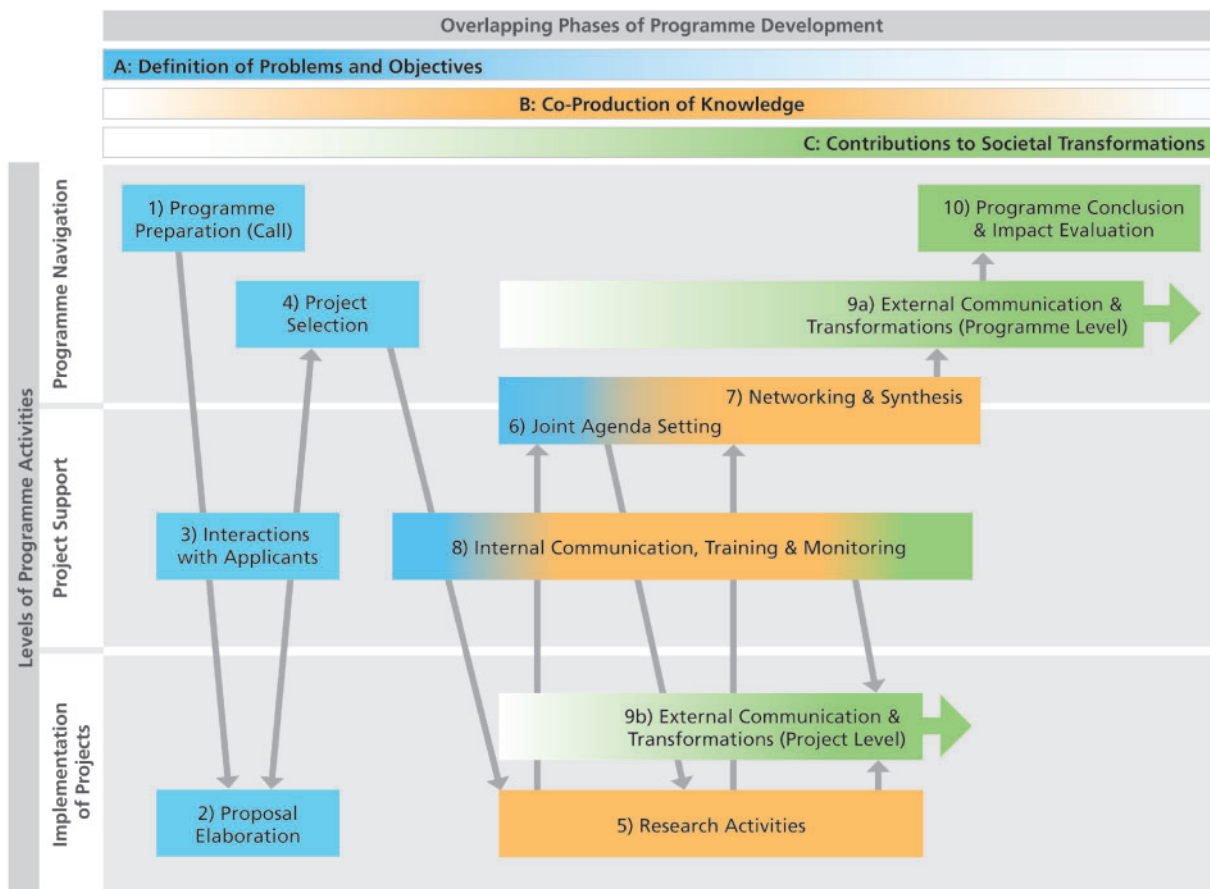 Overlapping Phases of Programme Development
A: Definition of Problems and Objectives
B: Co-Production of Knowledge
C: Contributions to Societal Transformations
Levels of Programme Activities
Programme Navigation
1) Programme
Preparation (Call)
10) Programme Conclusion
& Impact Evaluation
4) Project
Selection
9a) External Communication &
Transformations (Programme Level)
7) Networking & Synthesis
6) Joint Agenda Setting
Project Support
3) Interactions
with Applicants
8) Internal Communication, Training & Monitoring
Implementation
of Projects
9b) External Communication &
Transformations (Project Level)
2) Proposal
Elaboration
5) Research Activities